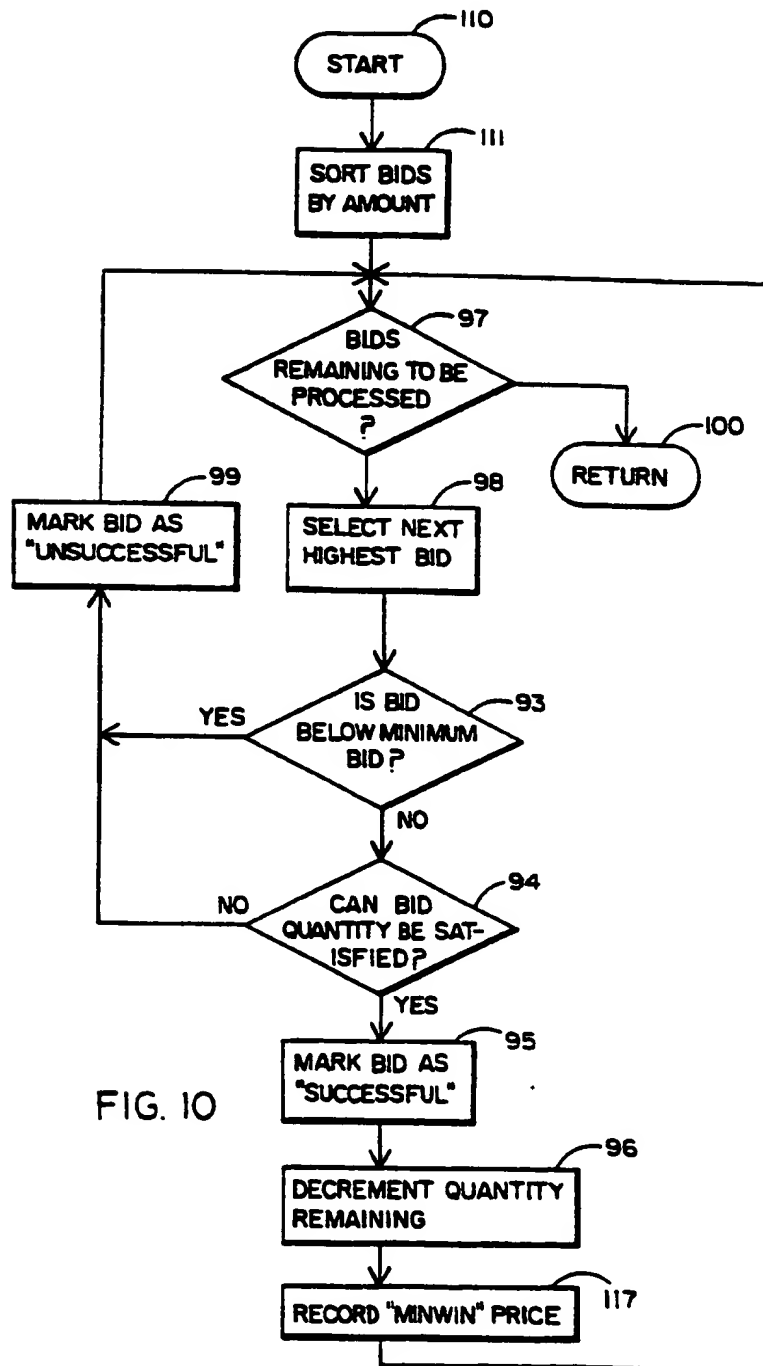 110
START
111
SORT BIDS
BY AMOUNT
97
BIDS
REMAINING TO BE
PROCESSED
?
100
RETURN
99
MARK BID AS
"UNSUCCESSFUL"
98
SELECT NEXT
HIGHEST BID
93
IS BID
BELOW MINIMUM
BID?
YES
NO
94
CAN BID
QUANTITY BE SAT-
ISFIED?
NO
YES
95
MARK BID AS
"SUCCESSFUL"
FIG. 10
96
DECREMENT QUANTITY
REMAINING
117
RECORD "MINWIN" PRICE